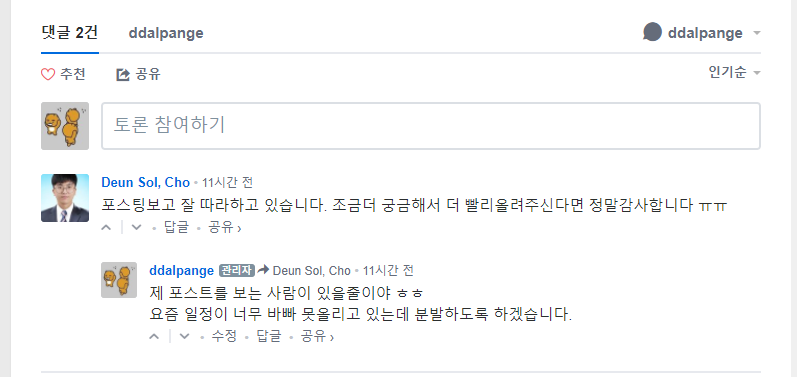 댓글 2건 ddalpange ddalpange
추천 공유 인기순
토론 참여하기
Deun Sol, Cho • 11시간 전
포스팅보고 잘 따라하고 있습니다. 조금더 궁금해서 더 빨리올려주신다면 정말감사합니다 ㅠㅠ
• 답글 • 공유 ›
ddalpange 관리자 Deun Sol, Cho • 11시간 전
제 포스트를 보는 사람이 있을줄이야 ㅎㅎ
요즘 일정이 너무 바빠 못올리고 있는데 분발하도록 하겠습니다.
• 수정 • 답글 • 공유 ›